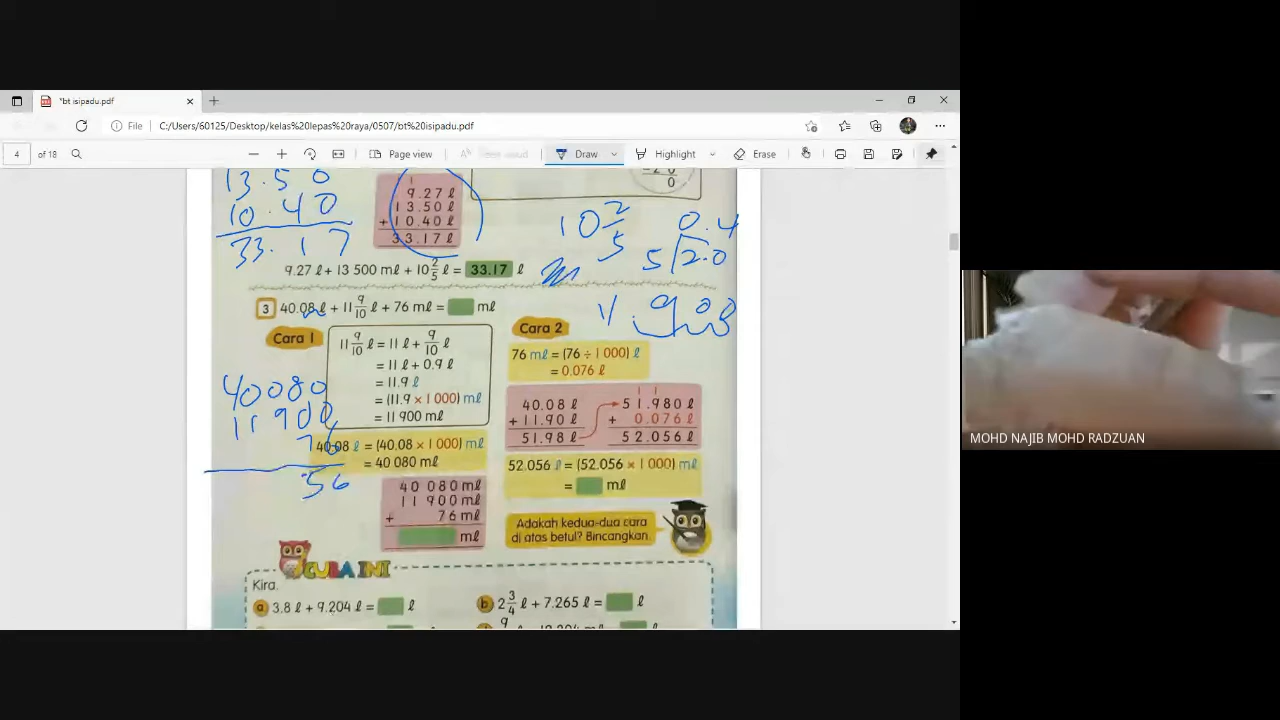 *bt isipadu.pdf
File C:/Users/60125/Desktop/kelas%20lepas%20raya/0507/bt%20isipadu.pdf
4 of 18 Page view Draw Highlight Erase
13.50
10.40
33.17
9.27 ℓ
13.50 ℓ
+ 10.40 ℓ
33.17 ℓ
0
10 2/5
0.4
5 2.0
9.27 ℓ + 13 500 mℓ + 10 2/5 ℓ = 33.17 ℓ
3 40.08 ℓ + 11 9/10 ℓ + 76 mℓ = mℓ
11.900
Cara 1
11 9/10 ℓ = 11 ℓ + 9/10 ℓ
= 11 ℓ + 0.9 ℓ
= 11.9 ℓ
= (11.9 × 1 000) mℓ
= 11 900 mℓ
40080
11900
76
56
40.08 ℓ = (40.08 × 1 000) mℓ
= 40 080 mℓ
40 080 mℓ
11 900 mℓ
+ 76 mℓ
mℓ
Cara 2
76 mℓ = (76 ÷ 1 000) ℓ
= 0.076 ℓ
40.08 ℓ
+ 11.90 ℓ
51.98 ℓ
1 1
51.980 ℓ
+ 0.076 ℓ
52.056 ℓ
52.056 ℓ = (52.056 × 1 000) mℓ
= mℓ
Adakah kedua-dua cara
di atas betul? Bincangkan.
CUBA INI
Kira.
a 3.8 ℓ + 9.204 ℓ = ℓ
b 2 3/4 ℓ + 7.265 ℓ = ℓ
MOHD NAJIB MOHD RADZUAN